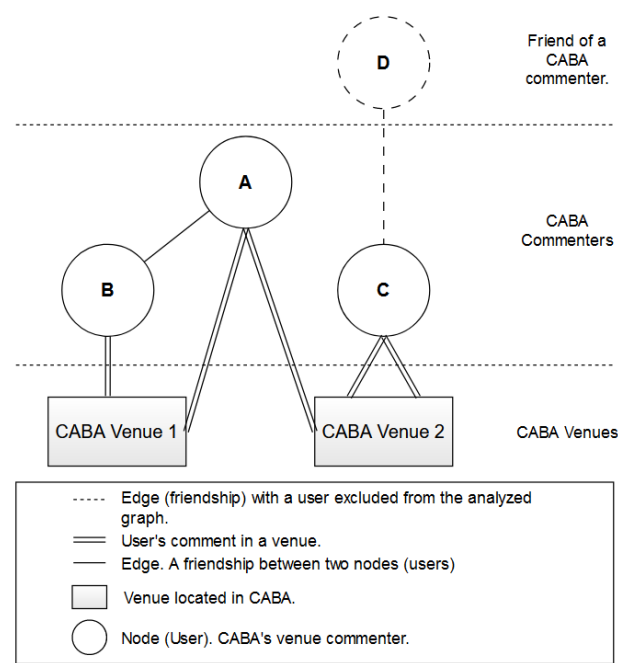 Friend of a
CABA
commenter.
D
A
CABA
Commenters
B
C
CABA Venue 1
CABA Venue 2
CABA Venues
Edge (friendship) with a user excluded from the analyzed
graph.
User's comment in a venue.
Edge. A friendship between two nodes (users)
Venue located in CABA.
Node (User). CABA's venue commenter.